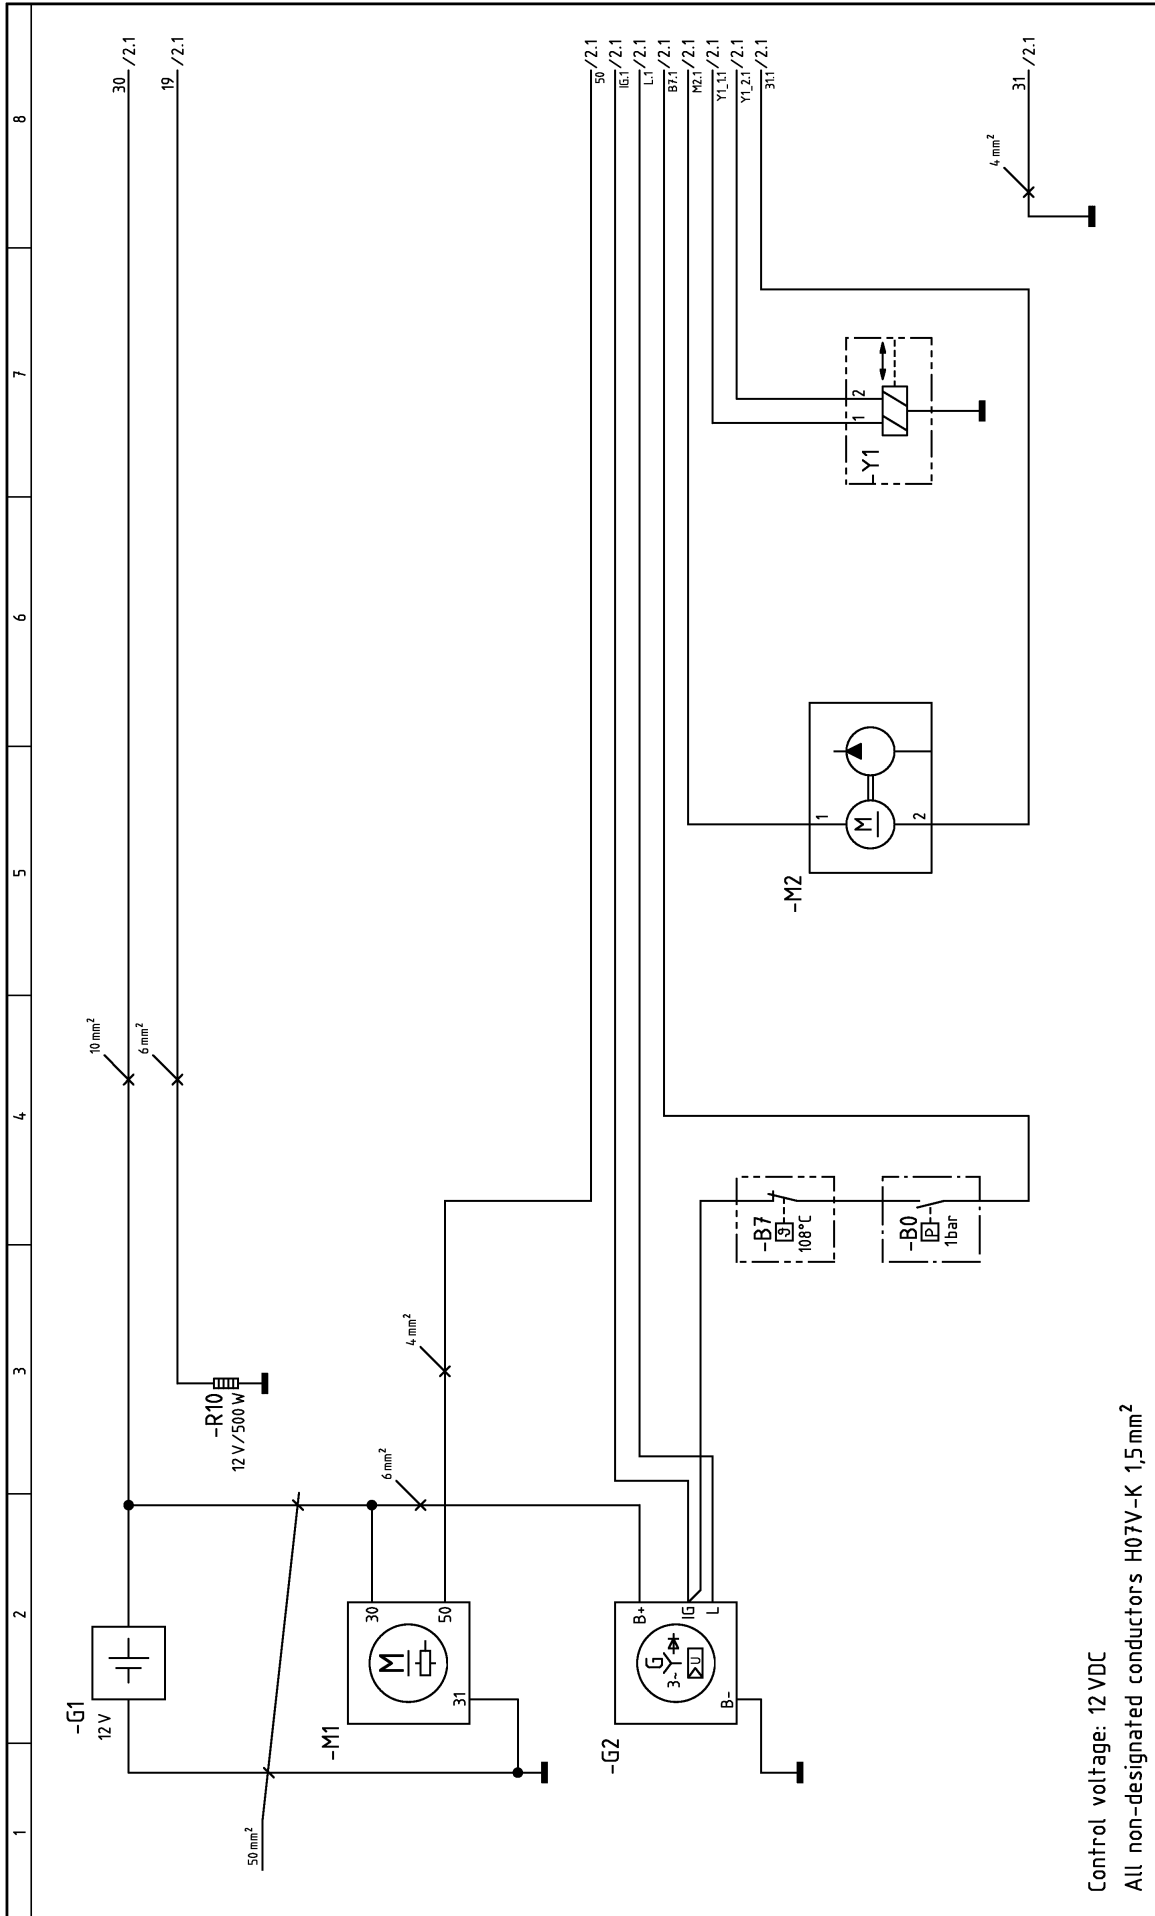 1
2
3
4
5
6
7
8
-G1
12 V
50 mm²
-M1
M
30
50
31
-G2
G
3~
U
B+
IG
L
B-
6 mm²
4 mm²
-R10
12 V/500 W
10 mm²
6 mm²
-B7
ϑ
108°C
-B0
P
1bar
-M2
M
1
2
-Y1
1
2
4 mm²
30 /2.1
19 /2.1
50 /2.1
IG.1 /2.1
L.1 /2.1
B7.1 /2.1
M2.1 /2.1
Y1_1.1 /2.1
Y1_2.1 /2.1
31.1 /2.1
31 /2.1
Control voltage: 12 VDC
All non-designated conductors H07V-K 1,5mm²